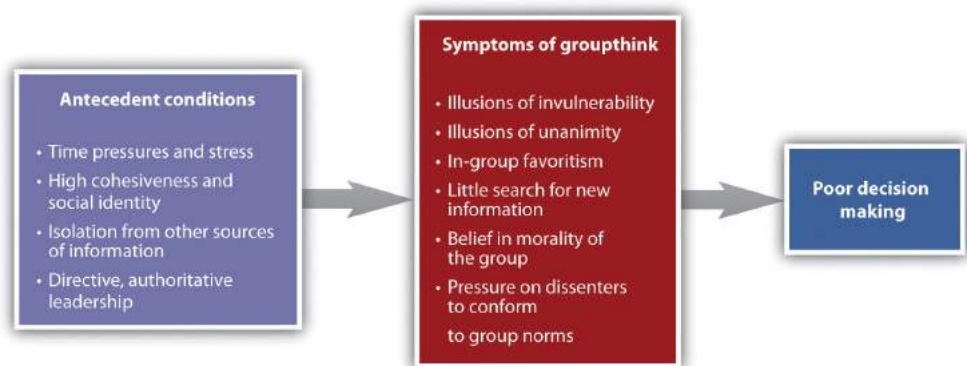 Antecedent conditions
• Time pressures and stress
• High cohesiveness and
social identity
• Isolation from other sources
of information
• Directive, authoritative
leadership
Symptoms of groupthink
• Illusions of invulnerability
• Illusions of unanimity
• In-group favoritism
• Little search for new
information
• Belief in morality of
the group
• Pressure on dissenters
to conform
to group norms
Poor decision
making